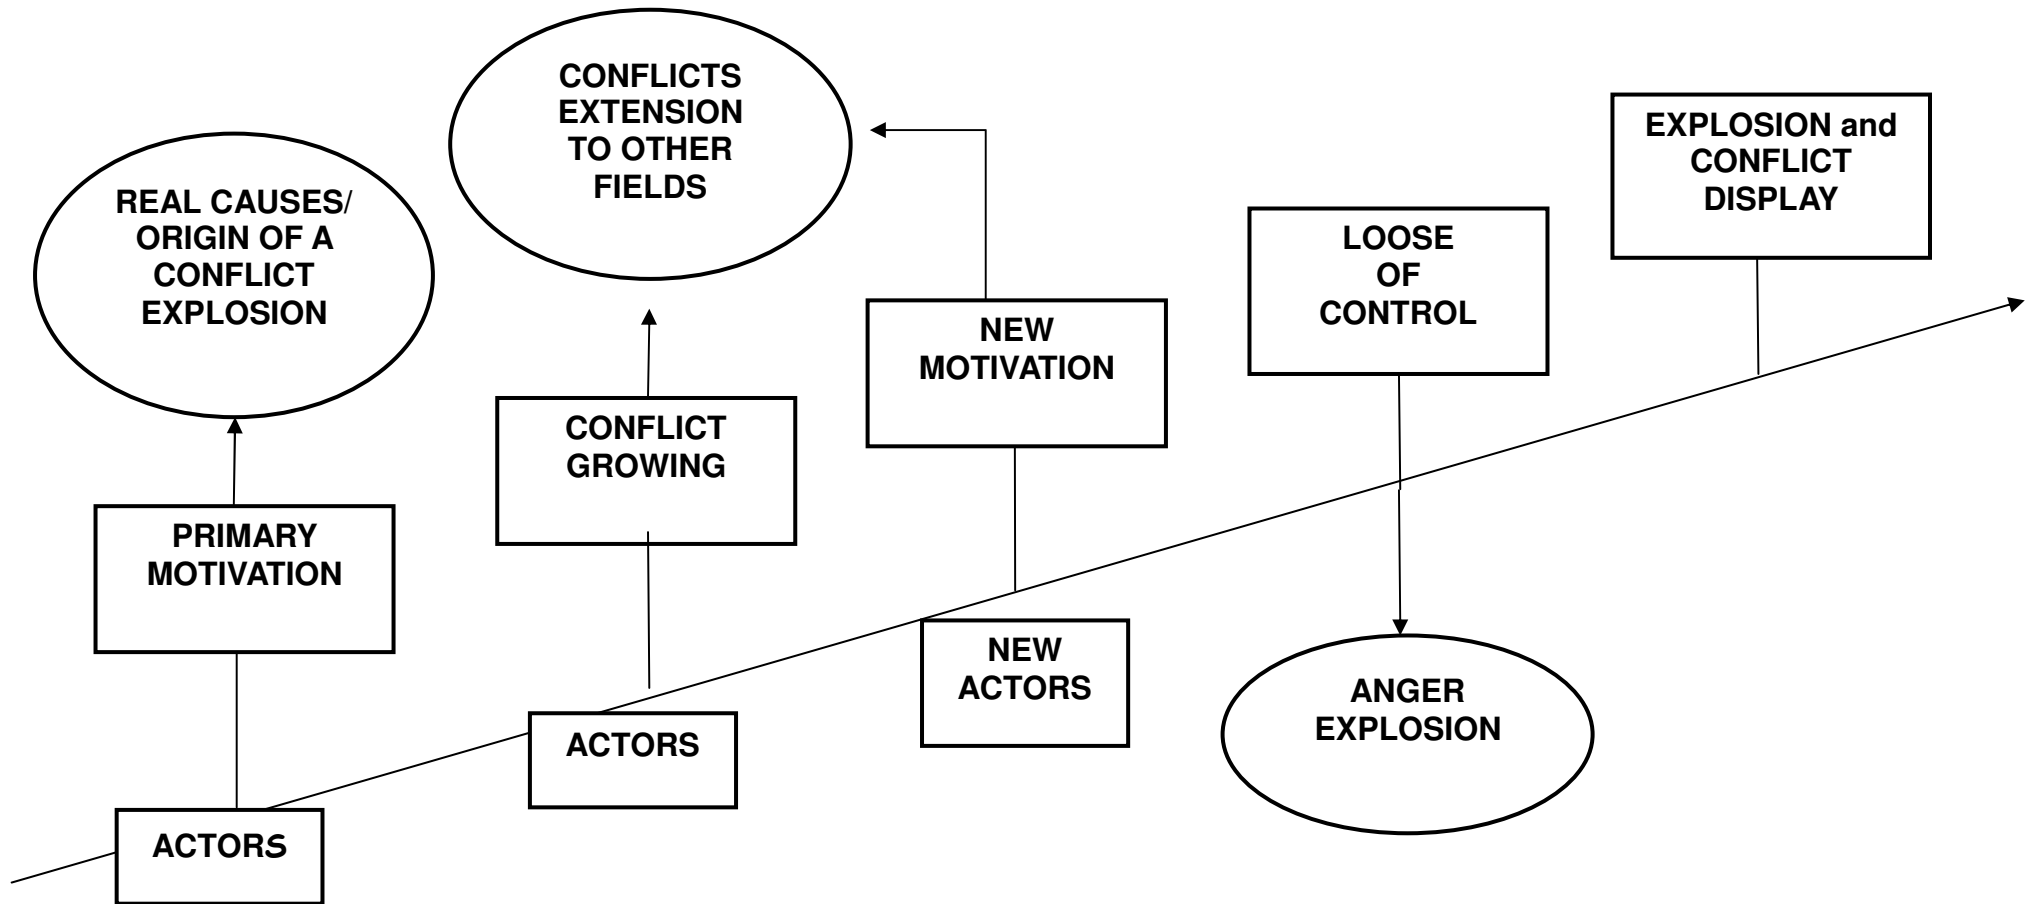 CONFLICTS
EXTENSION
TO OTHER
FIELDS
EXPLOSION and
CONFLICT
DISPLAY
REAL CAUSES/
ORIGIN OF A
CONFLICT
EXPLOSION
LOOSE
OF
CONTROL
NEW
MOTIVATION
CONFLICT
GROWING
PRIMARY
MOTIVATION
NEW
ACTORS
ANGER
EXPLOSION
ACTORS
ACTORS